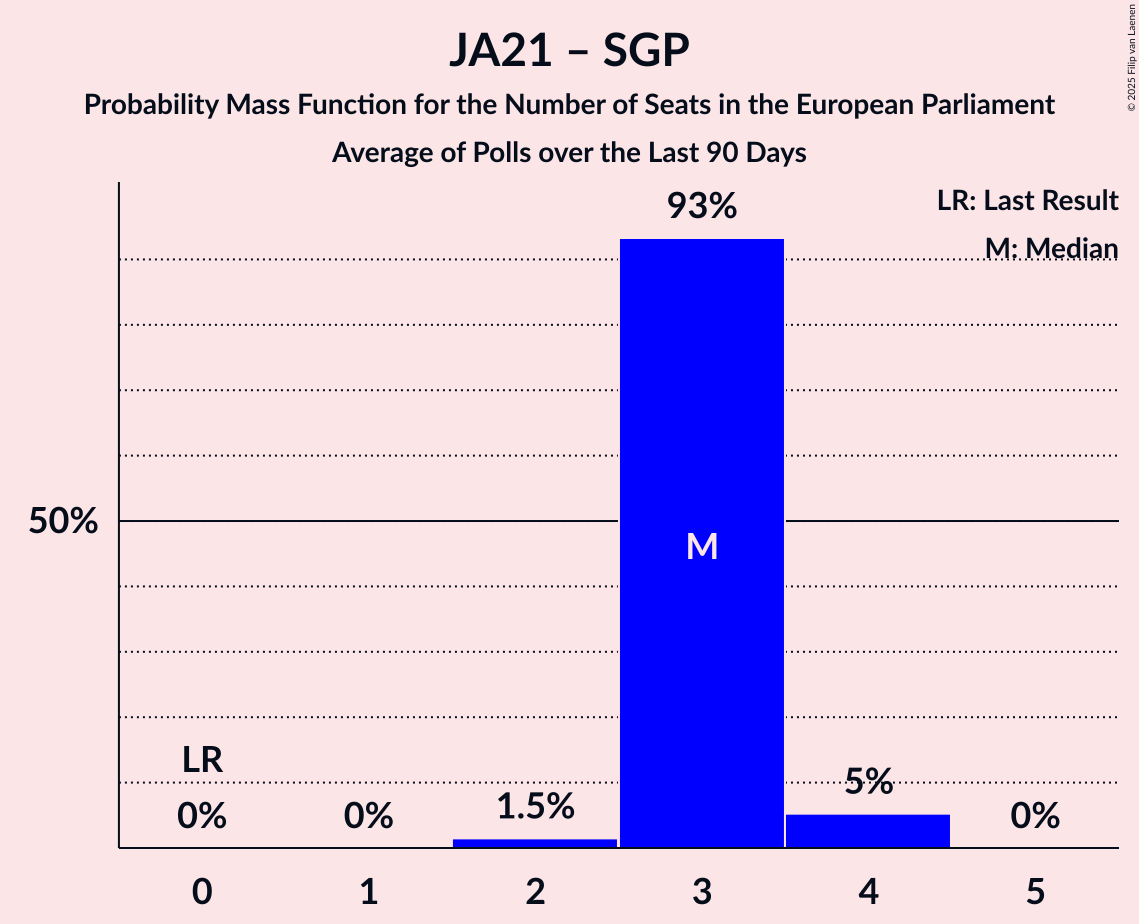 JA21 – SGP
Probability Mass Function for the Number of Seats in the European Parliament
Average of Polls over the Last 90 Days
© 2025 Filip van Laenen
LR: Last Result
M: Median
93%
50%
M
LR
0%
0%
1.5%
5%
0%
0 1 2 3 4 5